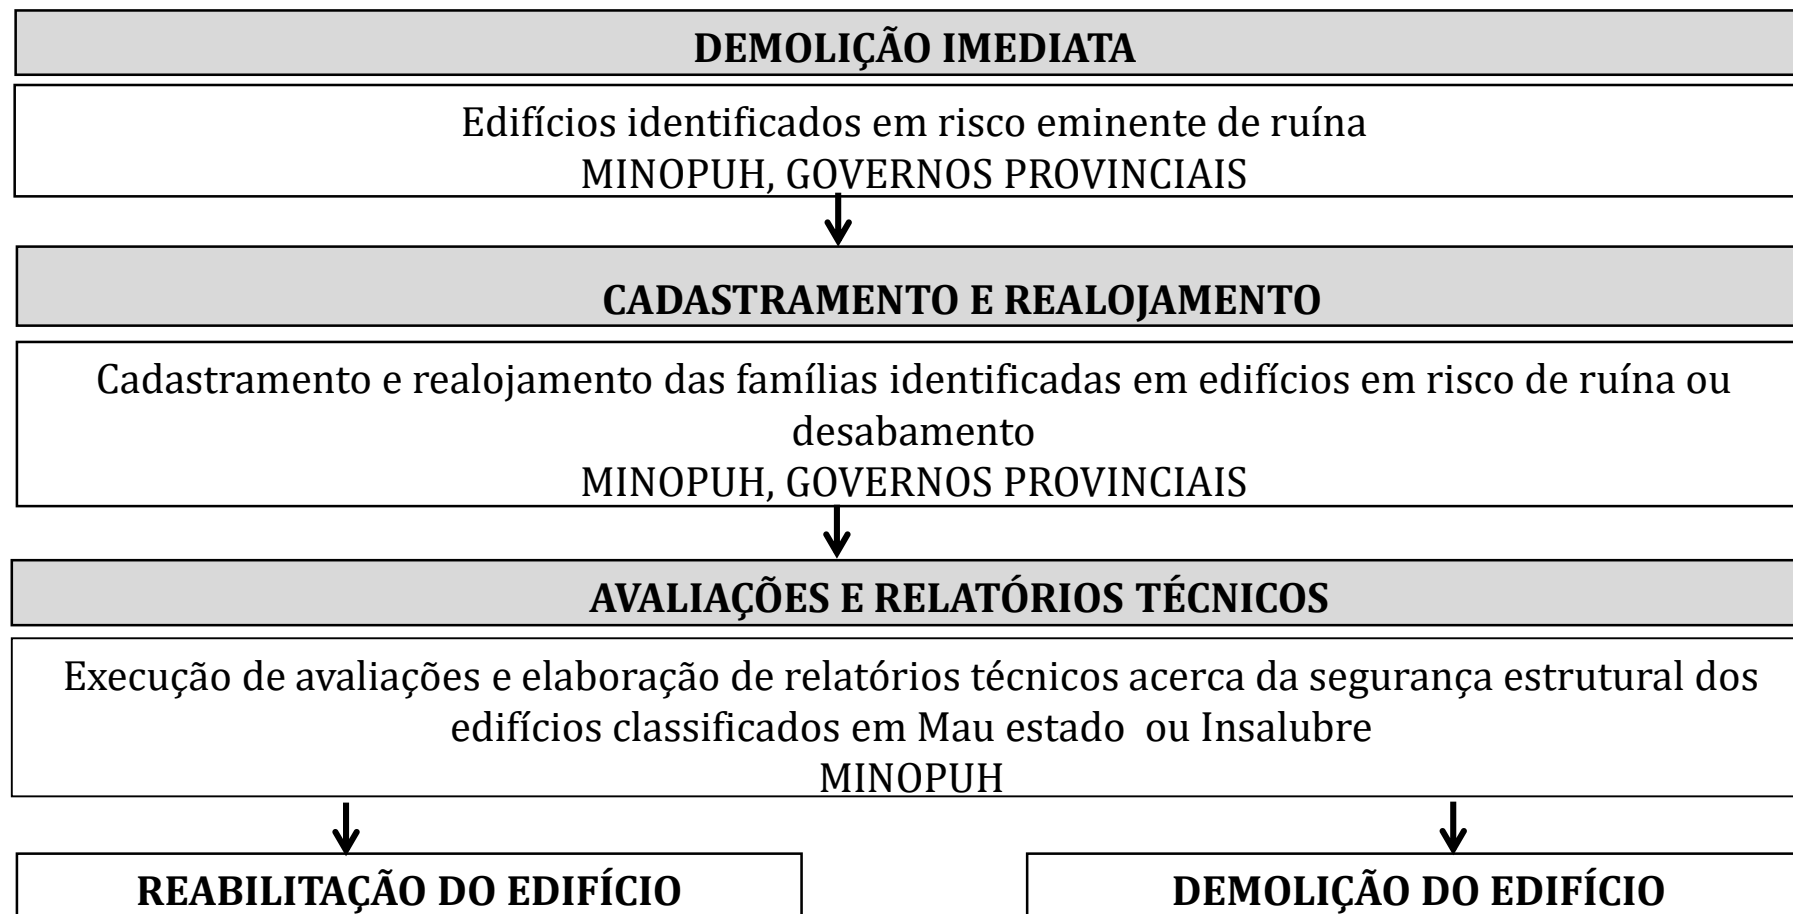 DEMOLIÇÃO IMEDIATA
Edifícios identificados em risco eminente de ruína
MINOPUH, GOVERNOS PROVINCIAIS
CADASTRAMENTO E REALOJAMENTO
Cadastramento e realojamento das famílias identificadas em edifícios em risco de ruína ou
desabamento
MINOPUH, GOVERNOS PROVINCIAIS
AVALIAÇÕES E RELATÓRIOS TÉCNICOS
Execução de avaliações e elaboração de relatórios técnicos acerca da segurança estrutural dos
edifícios classificados em Mau estado ou Insalubre
MINOPUH
REABILITAÇÃO DO EDIFÍCIO
DEMOLIÇÃO DO EDIFÍCIO